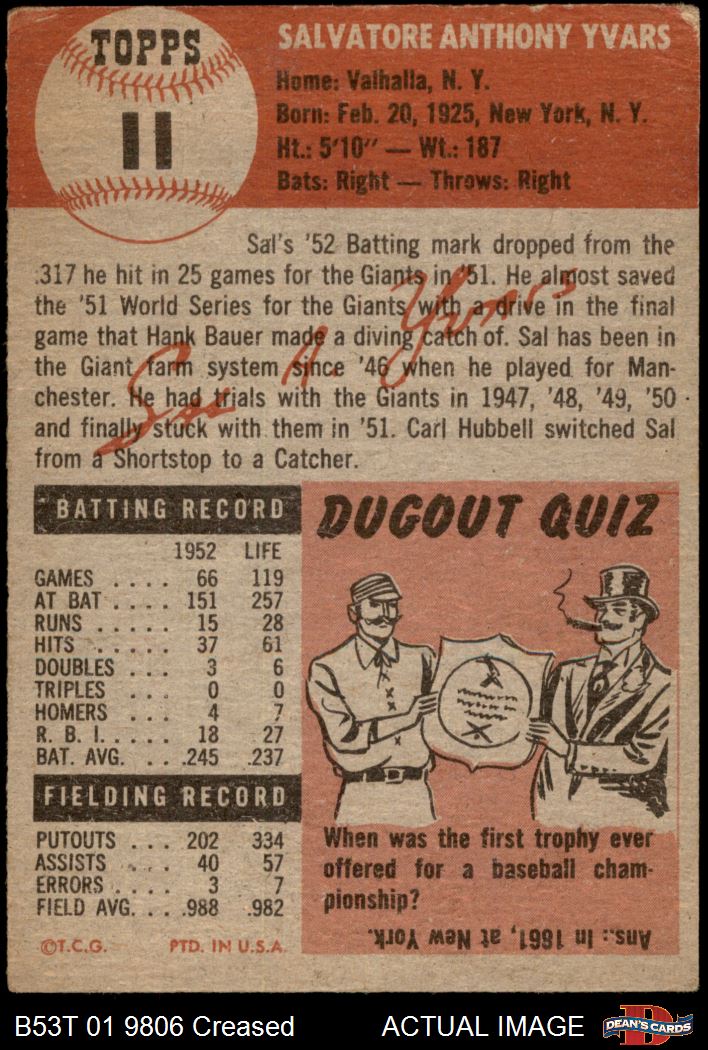 TOPPS
11
SALVATORE ANTHONY YVARS
Home: Valhalla, N. Y.
Born: Feb. 20, 1925, New York, N. Y.
Ht.: 5'10" — Wt.: 187
Bats: Right — Throws: Right
Sal's '52 Batting mark dropped from the
.317 he hit in 25 games for the Giants in '51. He almost saved
the '51 World Series for the Giants with a drive in the final
game that Hank Bauer made a diving catch of. Sal has been in
the Giant farm system since '46 when he played for Man-
chester. He had trials with the Giants in 1947, '48, '49, '50
and finally stuck with them in '51. Carl Hubbell switched Sal
from a Shortstop to a Catcher.
Sal A. Yvars
BATTING RECORD
1952 LIFE
GAMES .... 66 119
AT BAT .... 151 257
RUNS ..... 15 28
HITS ..... 37 61
DOUBLES ... 3 6
TRIPLES ... 0 0
HOMERS ... 4 7
R. B. I. .... 18 27
BAT. AVG. ... .245 .237
FIELDING RECORD
PUTOUTS ... 202 334
ASSISTS ... 40 57
ERRORS .... 3 7
FIELD AVG. ... .988 .982
©T.C.G. PTD. IN U.S.A.
DUGOUT QUIZ
When was the first trophy ever
offered for a baseball cham-
pionship?
Ans.: In 1861, at New York.
B53T 01 9806 Creased ACTUAL IMAGE
D
DEAN'S CARDS